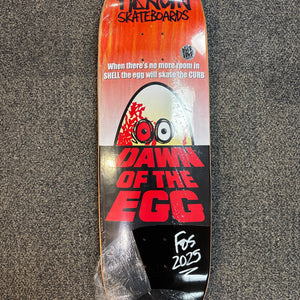 HEROIN
SKATEBOARDS
When there's no more room in
SHELL the egg will skate the CURB
DAWN
OF THE
EGG
FOS
2025